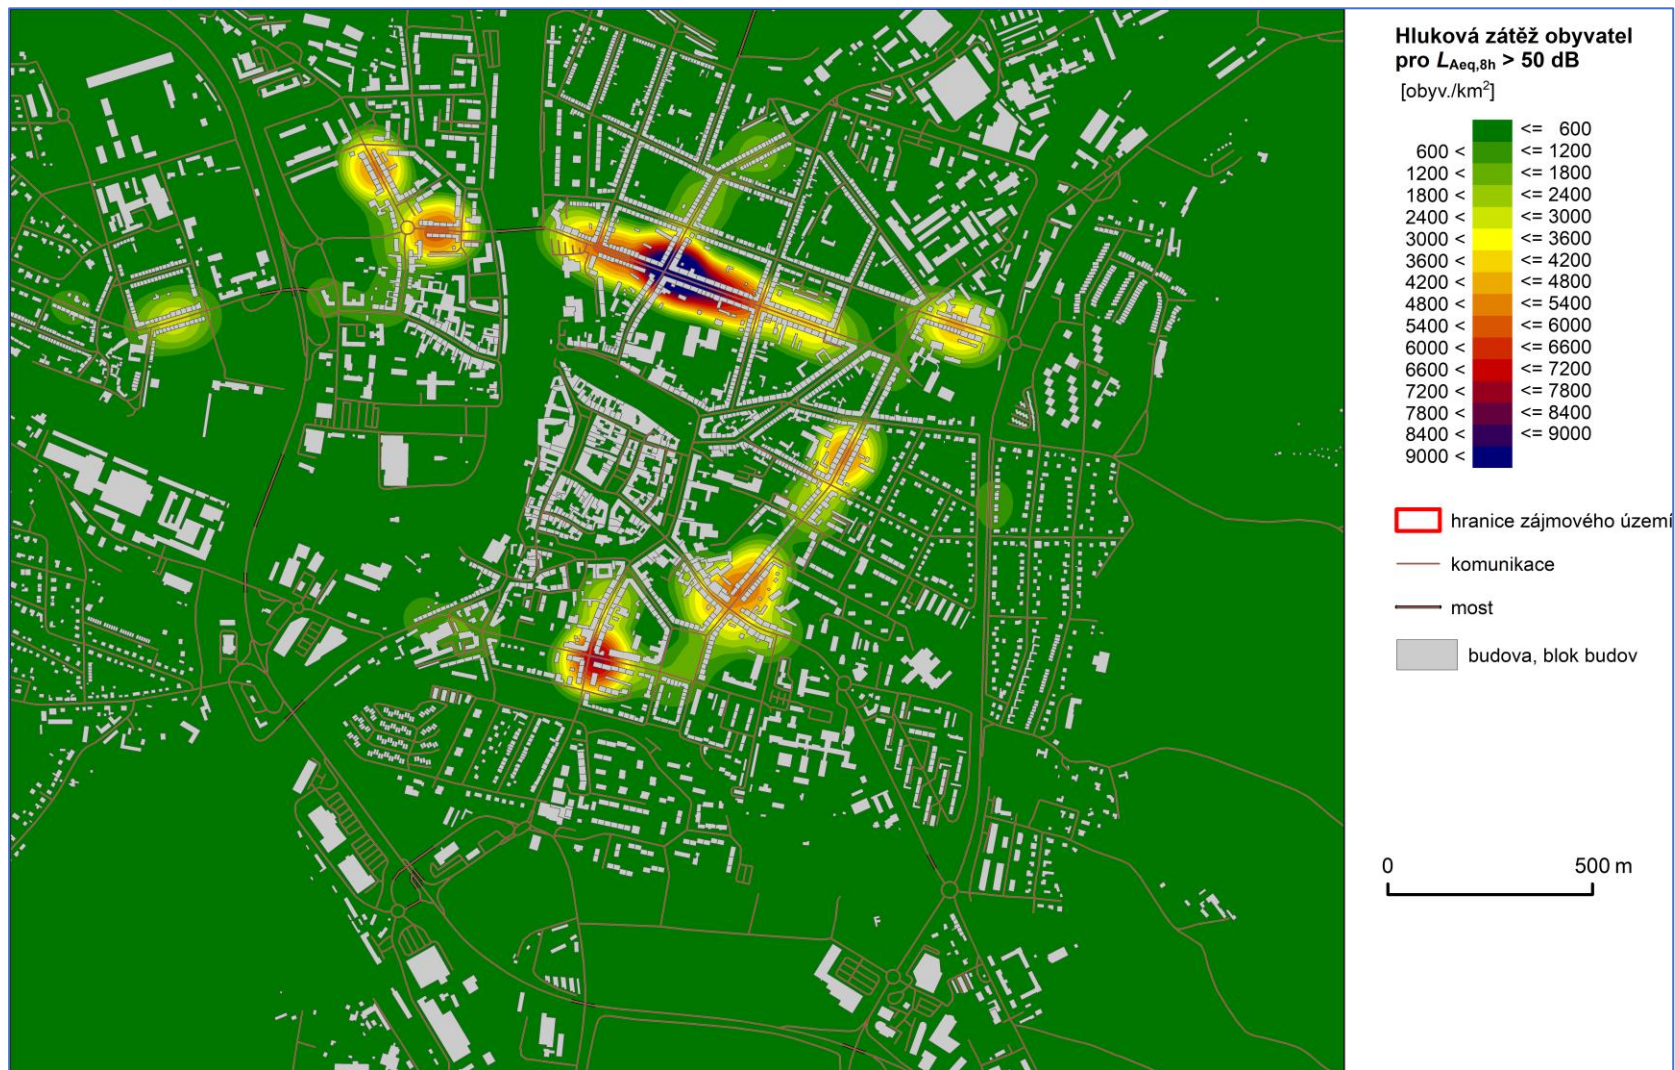 Hluková zátěž obyvatel
pro LAeq,8h > 50 dB
[obyv./km²]
<= 600
600 < <= 1200
1200 < <= 1800
1800 < <= 2400
2400 < <= 3000
3000 < <= 3600
3600 < <= 4200
4200 < <= 4800
4800 < <= 5400
5400 < <= 6000
6000 < <= 6600
6600 < <= 7200
7200 < <= 7800
7800 < <= 8400
8400 < <= 9000
9000 <
hranice zájmového území
komunikace
most
budova, blok budov
0 500 m